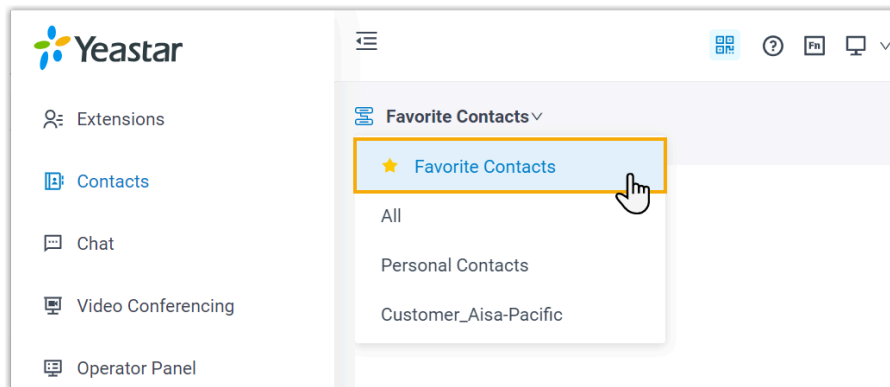 Yeastar
Fn
Extensions
Contacts
Chat
Video Conferencing
Operator Panel
Favorite Contacts
Favorite Contacts
All
Personal Contacts
Customer_Aisa-Pacific